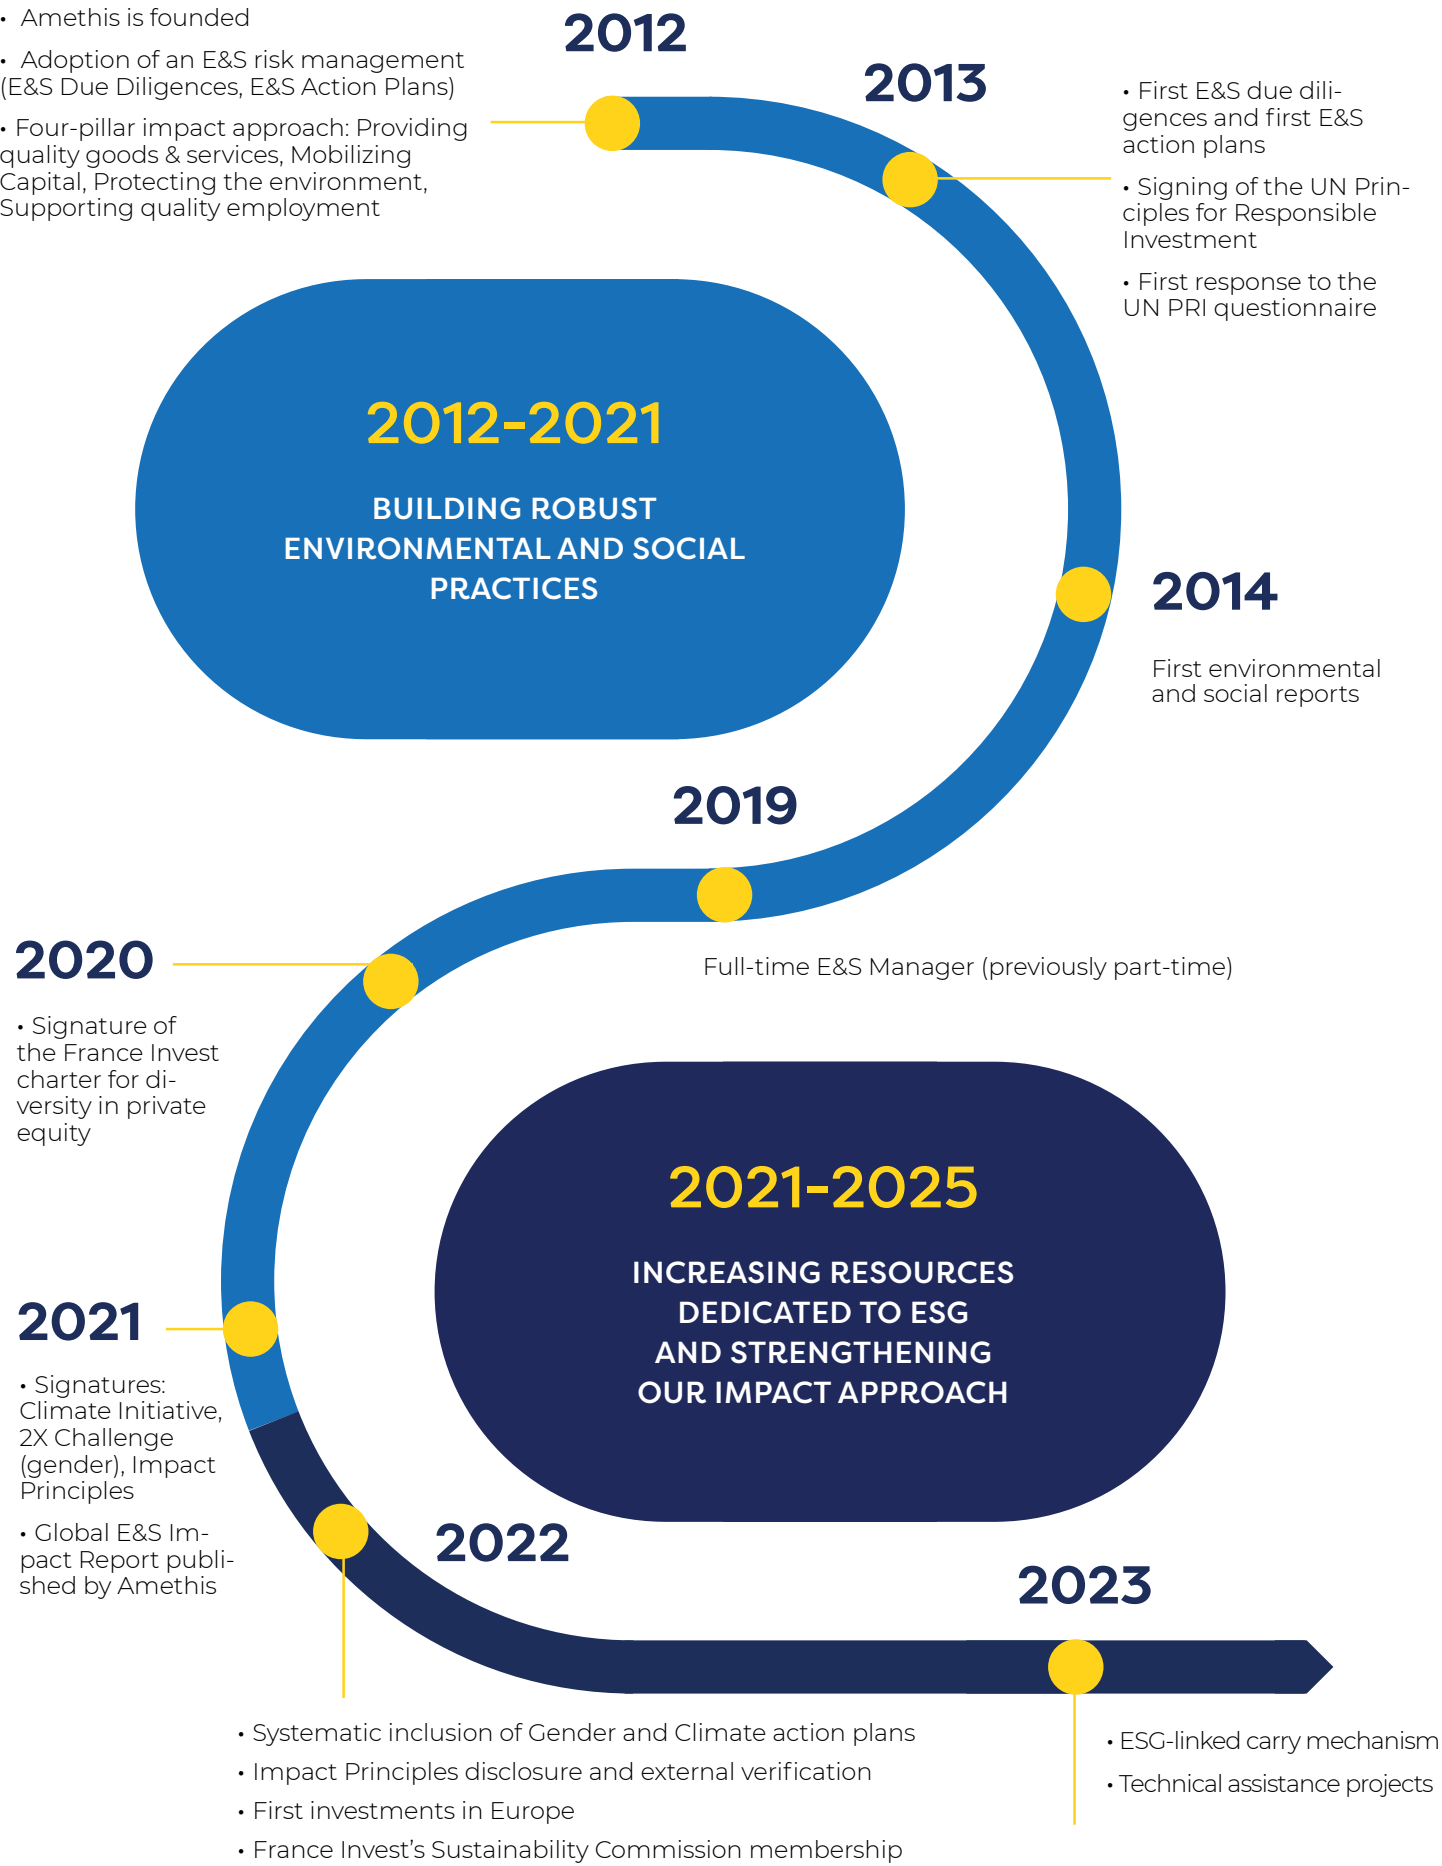 2012
• Amethis is founded
• Adoption of an E&S risk management
(E&S Due Diligences, E&S Action Plans)
• Four-pillar impact approach: Providing
quality goods & services, Mobilizing
Capital, Protecting the environment,
Supporting quality employment
2013
• First E&S due dili-
gences and first E&S
action plans
• Signing of the UN Prin-
ciples for Responsible
Investment
• First response to the
UN PRI questionnaire
2012-2021
BUILDING ROBUST
ENVIRONMENTAL AND SOCIAL
PRACTICES
2014
First environmental
and social reports
2019
Full-time E&S Manager (previously part-time)
2020
• Signature of
the France Invest
charter for di-
versity in private
equity
2021-2025
INCREASING RESOURCES
DEDICATED TO ESG
AND STRENGTHENING
OUR IMPACT APPROACH
2021
• Signatures:
Climate Initiative,
2X Challenge
(gender), Impact
Principles
• Global E&S Im-
pact Report publi-
shed by Amethis
2022
• Systematic inclusion of Gender and Climate action plans
• Impact Principles disclosure and external verification
• First investments in Europe
• France Invest's Sustainability Commission membership
2023
• ESG-linked carry mechanism
• Technical assistance projects